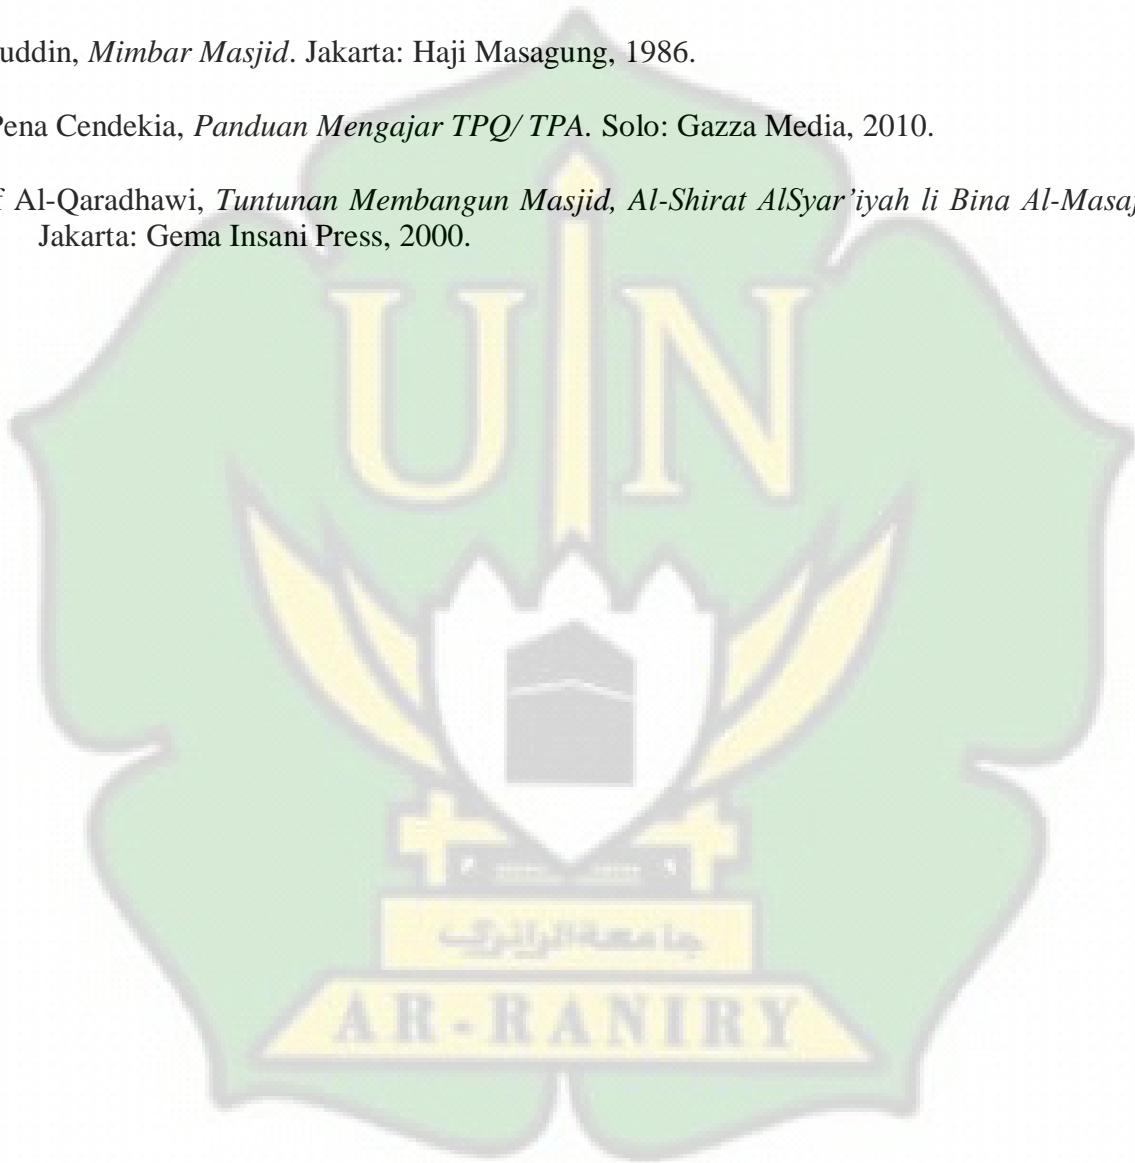 uddin, Mimbar Masjid. Jakarta: Haji Masagung, 1986.
Pena Cendekia, Panduan Mengajar TPQ/ TPA. Solo: Gazza Media, 2010.
f Al-Qaradhawi, Tuntunan Membangun Masjid, Al-Shirat AlSyar’iyah li Bina Al-Masaj
Jakarta: Gema Insani Press, 2000.
UIN
جامعة الرانري
AR-RANIRY